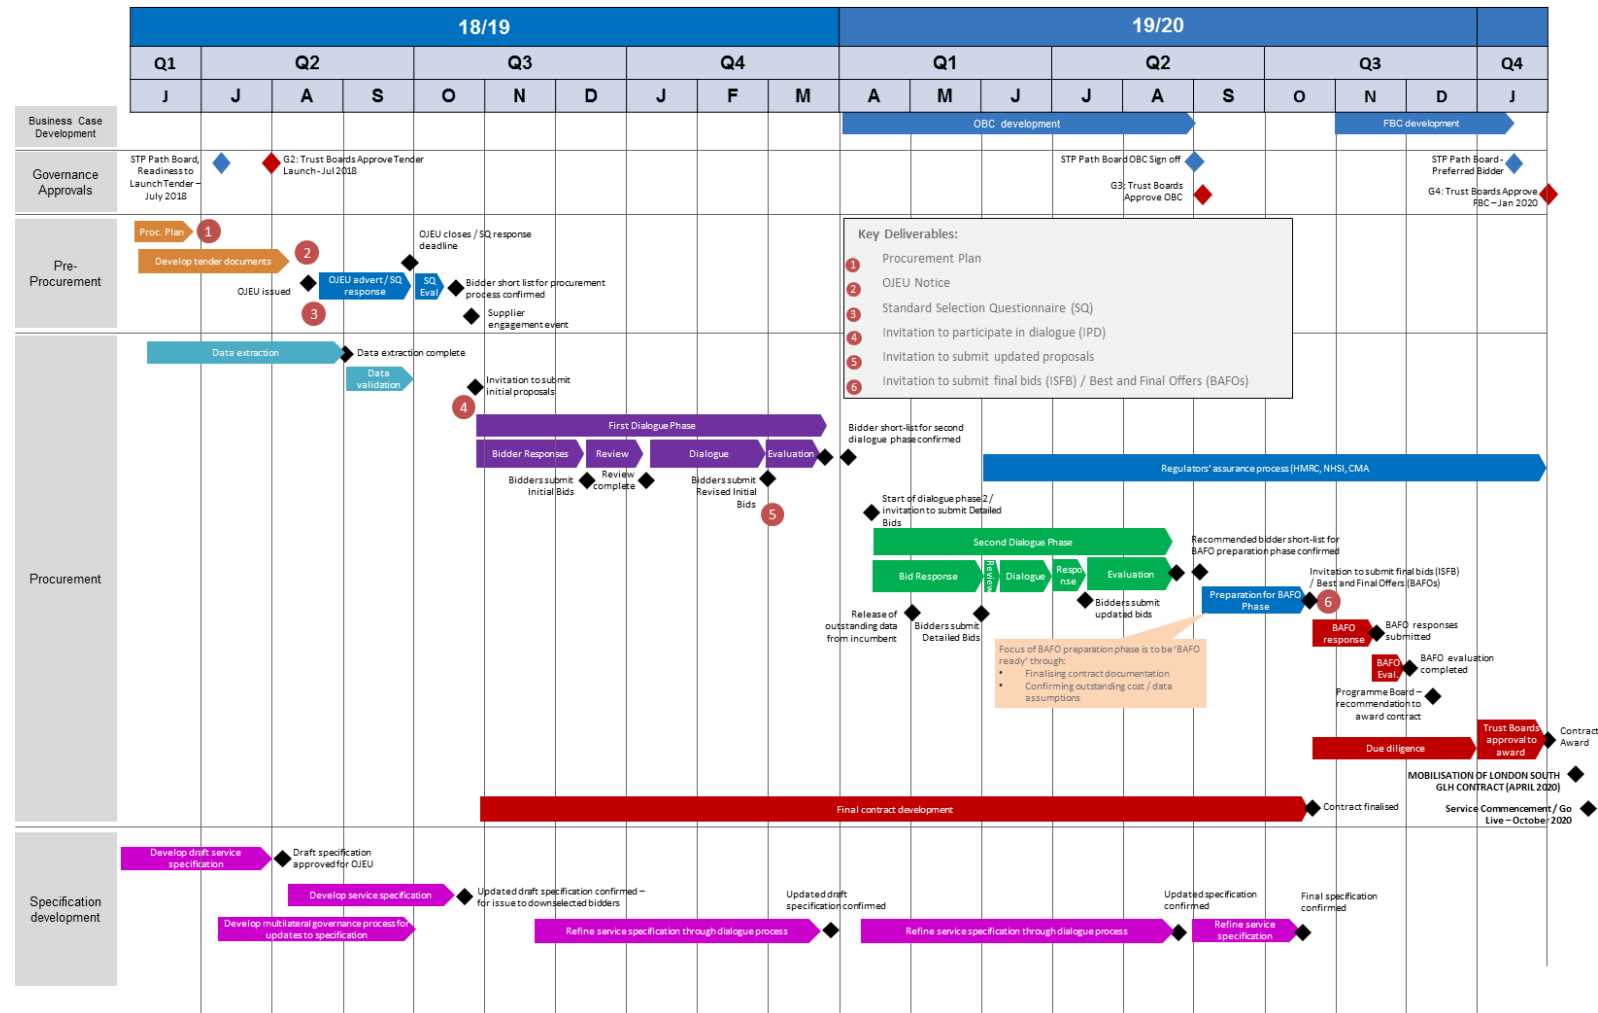 18/19
19/20
Q1
Q2
Q3
Q4
Q1
Q2
Q3
Q4
J
J
A
S
O
N
D
J
F
M
A
M
J
J
A
S
O
N
D
J
Business Case
Development
OBC development
FBC development
Governance
Approvals
STP Path Board,
Readiness to
Launch Tender –
July 2018
G2: Trust Boards Approve Tender
Launch - Jul 2018
STP Path Board OBC Sign off
G3: Trust Boards
Approve OBC
STP Path Board -
Preferred Bidder
G4: Trust Boards Approve
FBC – Jan 2020
Pre-
Procurement
Proc. Plan
1
Develop tender documents
2
OJEU closes / SQ response
deadline
OJEU issued
OJEU advert / SQ
response
SQ
Eval
Bidder short list for procurement
process confirmed
3
Supplier
engagement event
Key Deliverables:
1
Procurement Plan
2
OJEU Notice
3
Standard Selection Questionnaire (SQ)
4
Invitation to participate in dialogue (IPD)
5
Invitation to submit updated proposals
6
Invitation to submit final bids (ISFB) / Best and Final Offers (BAFOs)
Procurement
Data extraction
Data extraction complete
Data
validation
Invitation to submit
initial proposals
4
First Dialogue Phase
Bidder Responses
Review
Dialogue
Evaluation
Bidders submit
Initial Bids
Review
complete
Bidders submit
Revised Initial
Bids
5
Bidder short-list for second
dialogue phase confirmed
Regulators' assurance process (HMRC, NHSI, CMA
Start of dialogue phase 2 /
invitation to submit Detailed
Bids
Second Dialogue Phase
Bid Response
Review
Dialogue
Respo
nse
Evaluation
Recommended bidder short-list for
BAFO preparation phase confirmed
Release of
outstanding data
from incumbent
Bidders submit
Detailed Bids
Bidders submit
updated bids
Preparation for BAFO
Phase
Invitation to submit final bids (ISFB)
/ Best and Final Offers (BAFOs)
6
Focus of BAFO preparation phase is to be 'BAFO
ready' through:
• Finalising contract documentation
• Confirming outstanding cost / data
assumptions
BAFO
response
BAFO responses
submitted
BAFO
Eval.
BAFO evaluation
completed
Programme Board –
recommendation to
award contract
Due diligence
Trust Boards
approval to
award
Contract
Award
MOBILISATION OF LONDON SOUTH
GLH CONTRACT (APRIL 2020)
Final contract development
Contract finalised
Service Commencement / Go
Live – October 2020
Specification
development
Develop draft service
specification
Draft specification
approved for OJEU
Develop service specification
Updated draft specification confirmed –
for issue to downselected bidders
Develop multilateral governance process for
updates to specification
Refine service specification through dialogue process
Updated draft
specification confirmed
Refine service specification through dialogue process
Updated specification
confirmed
Refine service
specification
Final specification
confirmed